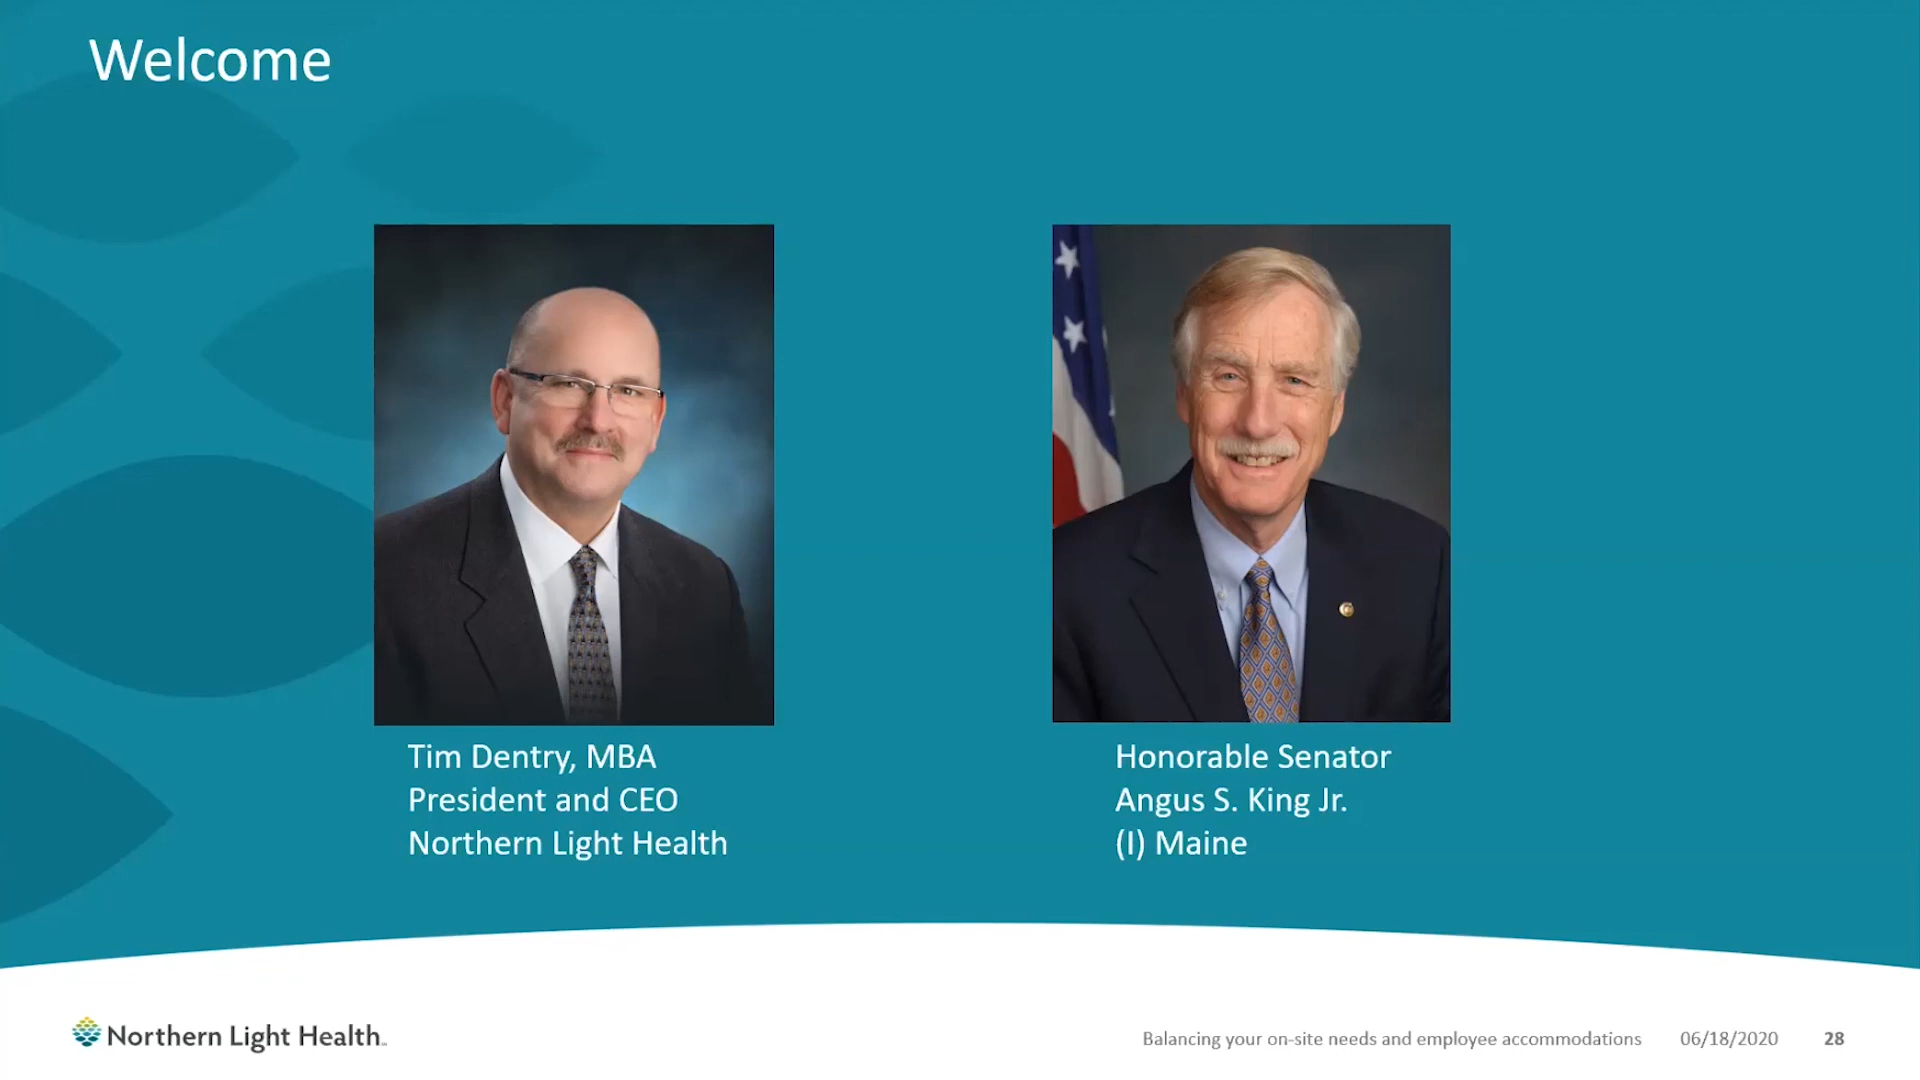 Welcome
Tim Dentry, MBA
President and CEO
Northern Light Health
Honorable Senator
Angus S. King Jr.
(I) Maine
Northern Light Health
Balancing your on-site needs and employee accommodations 06/18/2020 28